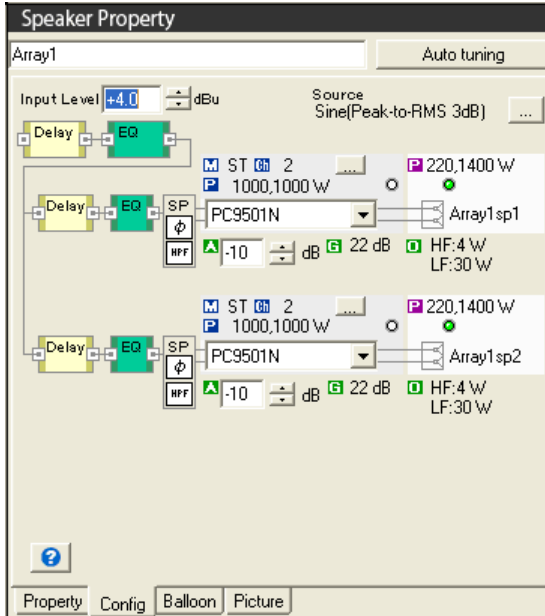 Speaker Property
Array1
Auto tuning
Input Level +4.0 dBu
Source
Sine(Peak-to-RMS 3dB) ...
Delay EQ
M ST Ch 2 ... P 220,1400 W
P 1000,1000 W
Delay EQ SP PC9501N Array1sp1
ϕ
HPF A -10 dB G 22 dB O HF:4 W
LF:30 W
M ST Ch 2 ... P 220,1400 W
P 1000,1000 W
Delay EQ SP PC9501N Array1sp2
ϕ
HPF A -10 dB G 22 dB O HF:4 W
LF:30 W
?
Property Config Balloon Picture